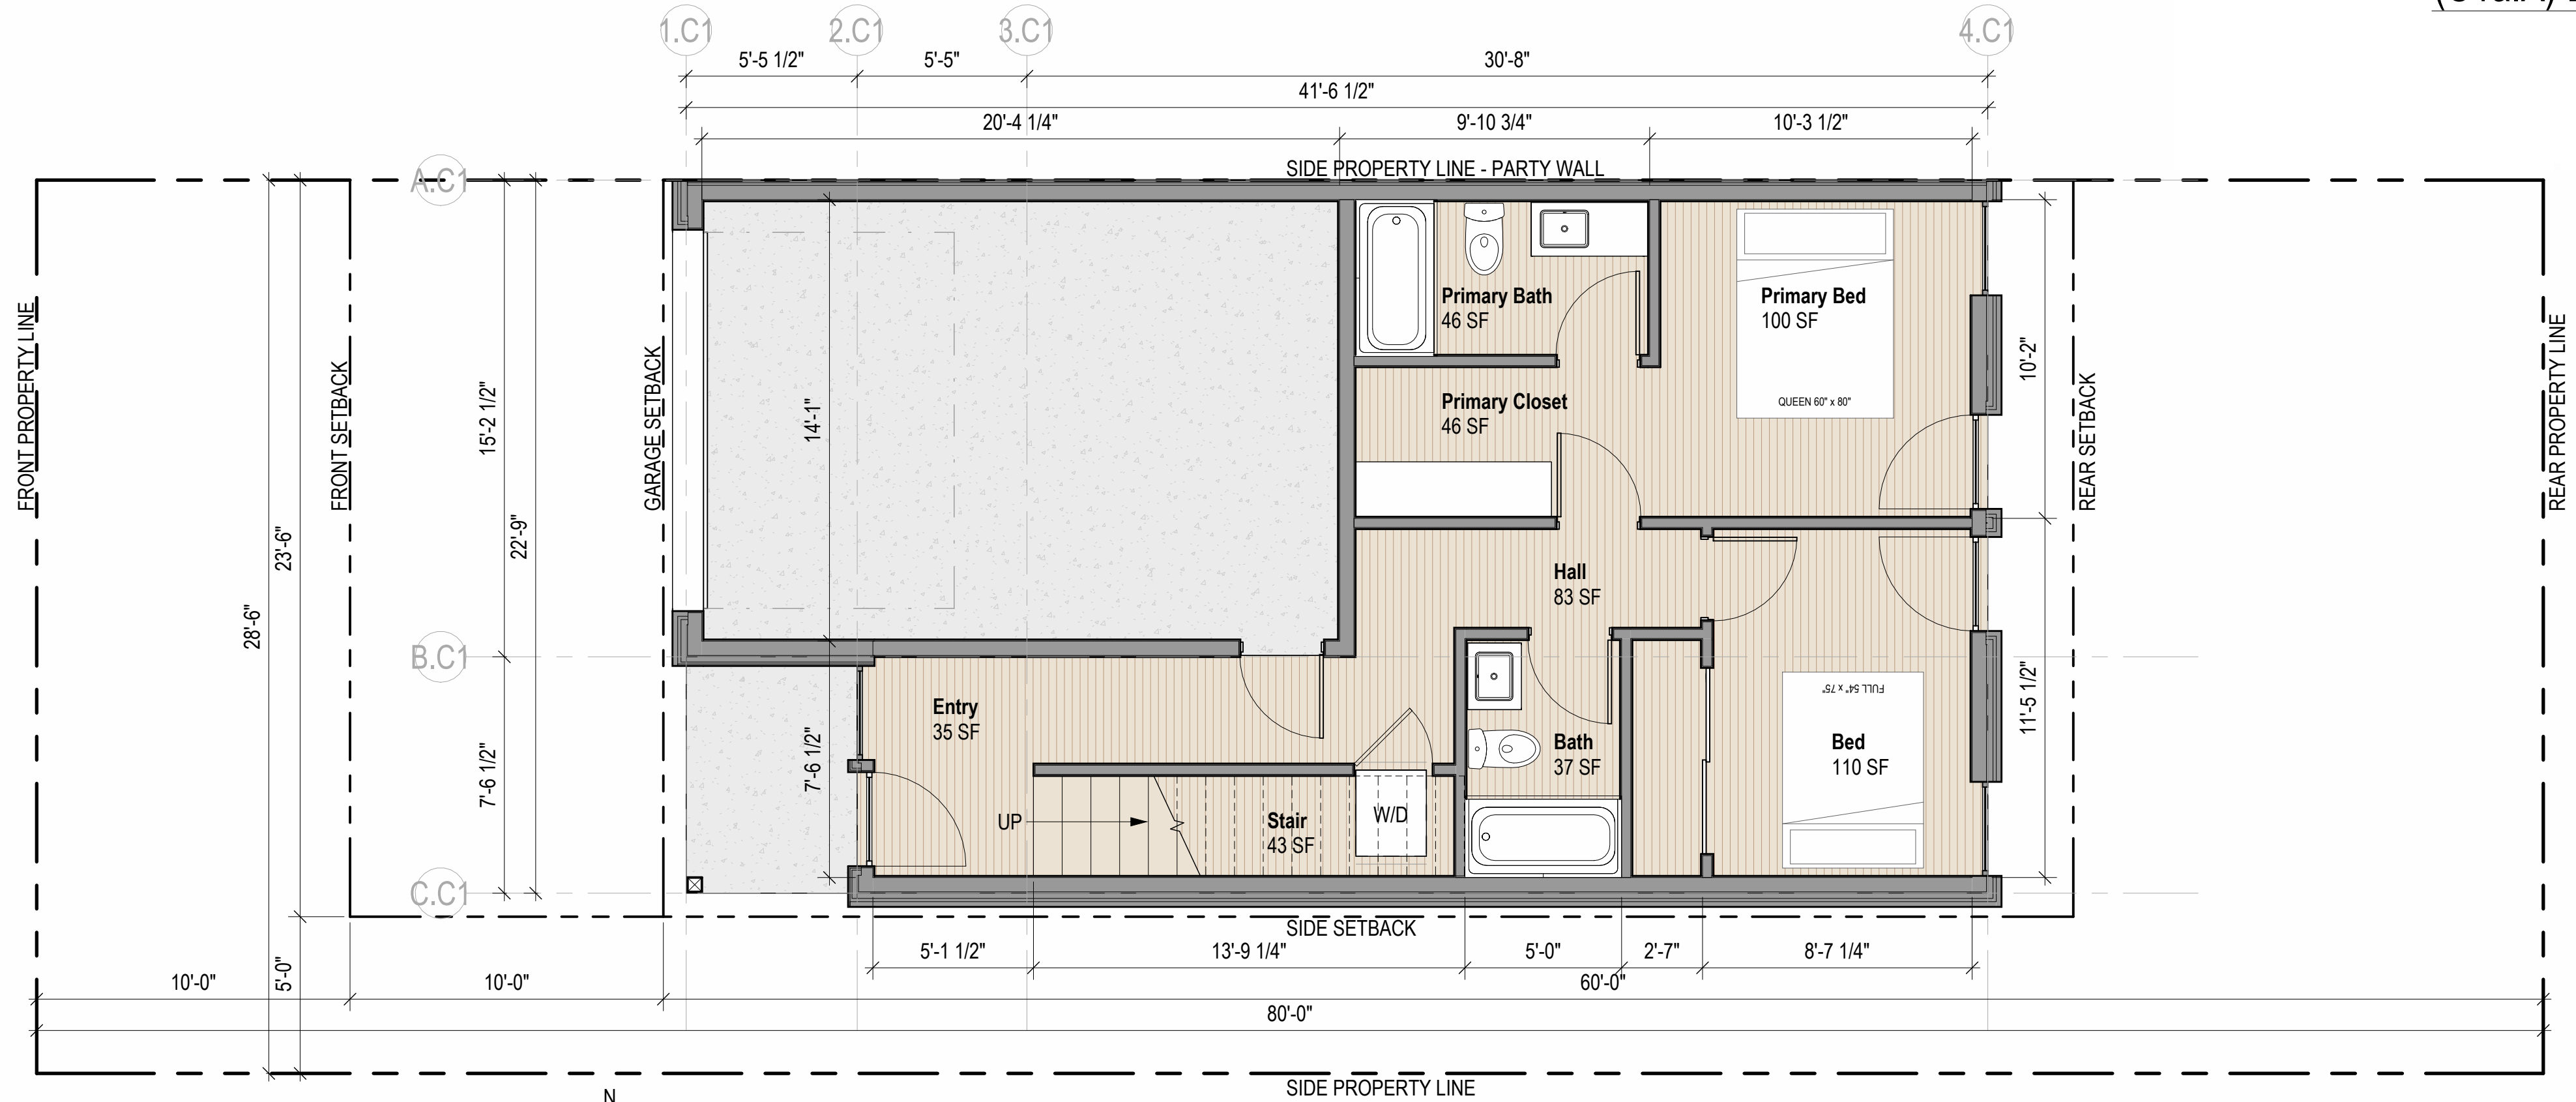 1.C1
2.C1
3.C1
4.C1
5'-5 1/2"
5'-5"
30'-8"
41'-6 1/2"
20'-4 1/4"
9'-10 3/4"
10'-3 1/2"
SIDE PROPERTY LINE - PARTY WALL
A.C1
B.C1
C.C1
FRONT PROPERTY LINE
FRONT SETBACK
GARAGE SETBACK
REAR SETBACK
REAR PROPERTY LINE
28'-6"
23'-6"
5'-0"
15'-2 1/2"
22'-9"
7'-6 1/2"
14'-1"
7'-6 1/2"
10'-2"
11'-5 1/2"
Primary Bath
46 SF
Primary Bed
100 SF
QUEEN 60" x 80"
Primary Closet
46 SF
Hall
83 SF
Entry
35 SF
FULL 54" x 75"
Bath
37 SF
Bed
110 SF
UP
Stair
43 SF
W/D
SIDE SETBACK
5'-1 1/2"
13'-9 1/4"
5'-0"
2'-7"
8'-7 1/4"
10'-0"
10'-0"
60'-0"
80'-0"
SIDE PROPERTY LINE
N